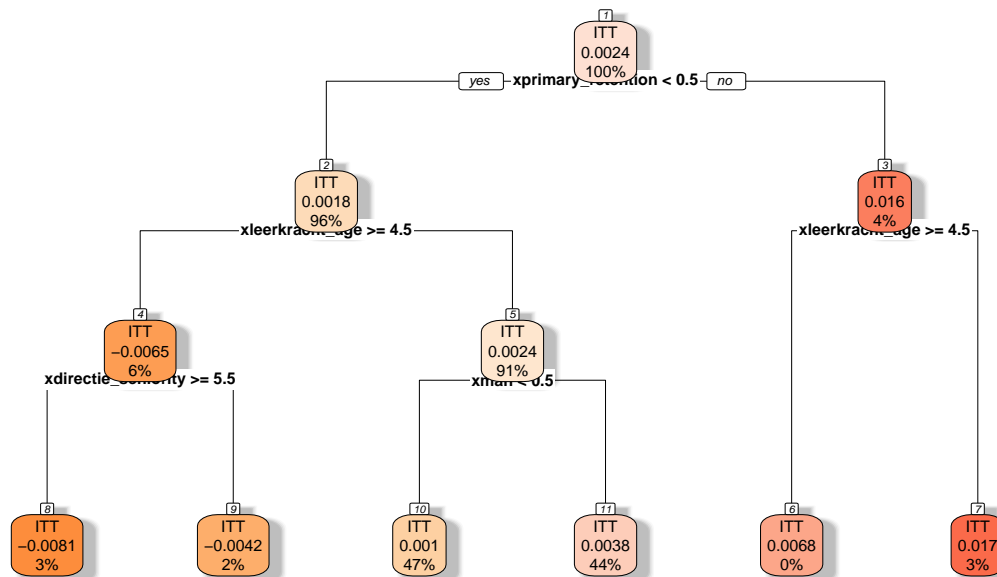 1
ITT
0.0024
100%
yes xprimary_retention < 0.5 no
2
ITT
0.0018
96%
3
ITT
0.016
4%
xleerkracht_age >= 4.5
xleerkracht_age >= 4.5
4
ITT
−0.0065
6%
5
ITT
0.0024
91%
xdirectie_seniority >= 5.5
xman < 0.5
8
ITT
−0.0081
3%
9
ITT
−0.0042
2%
10
ITT
0.001
47%
11
ITT
0.0038
44%
6
ITT
0.0068
0%
7
ITT
0.017
3%